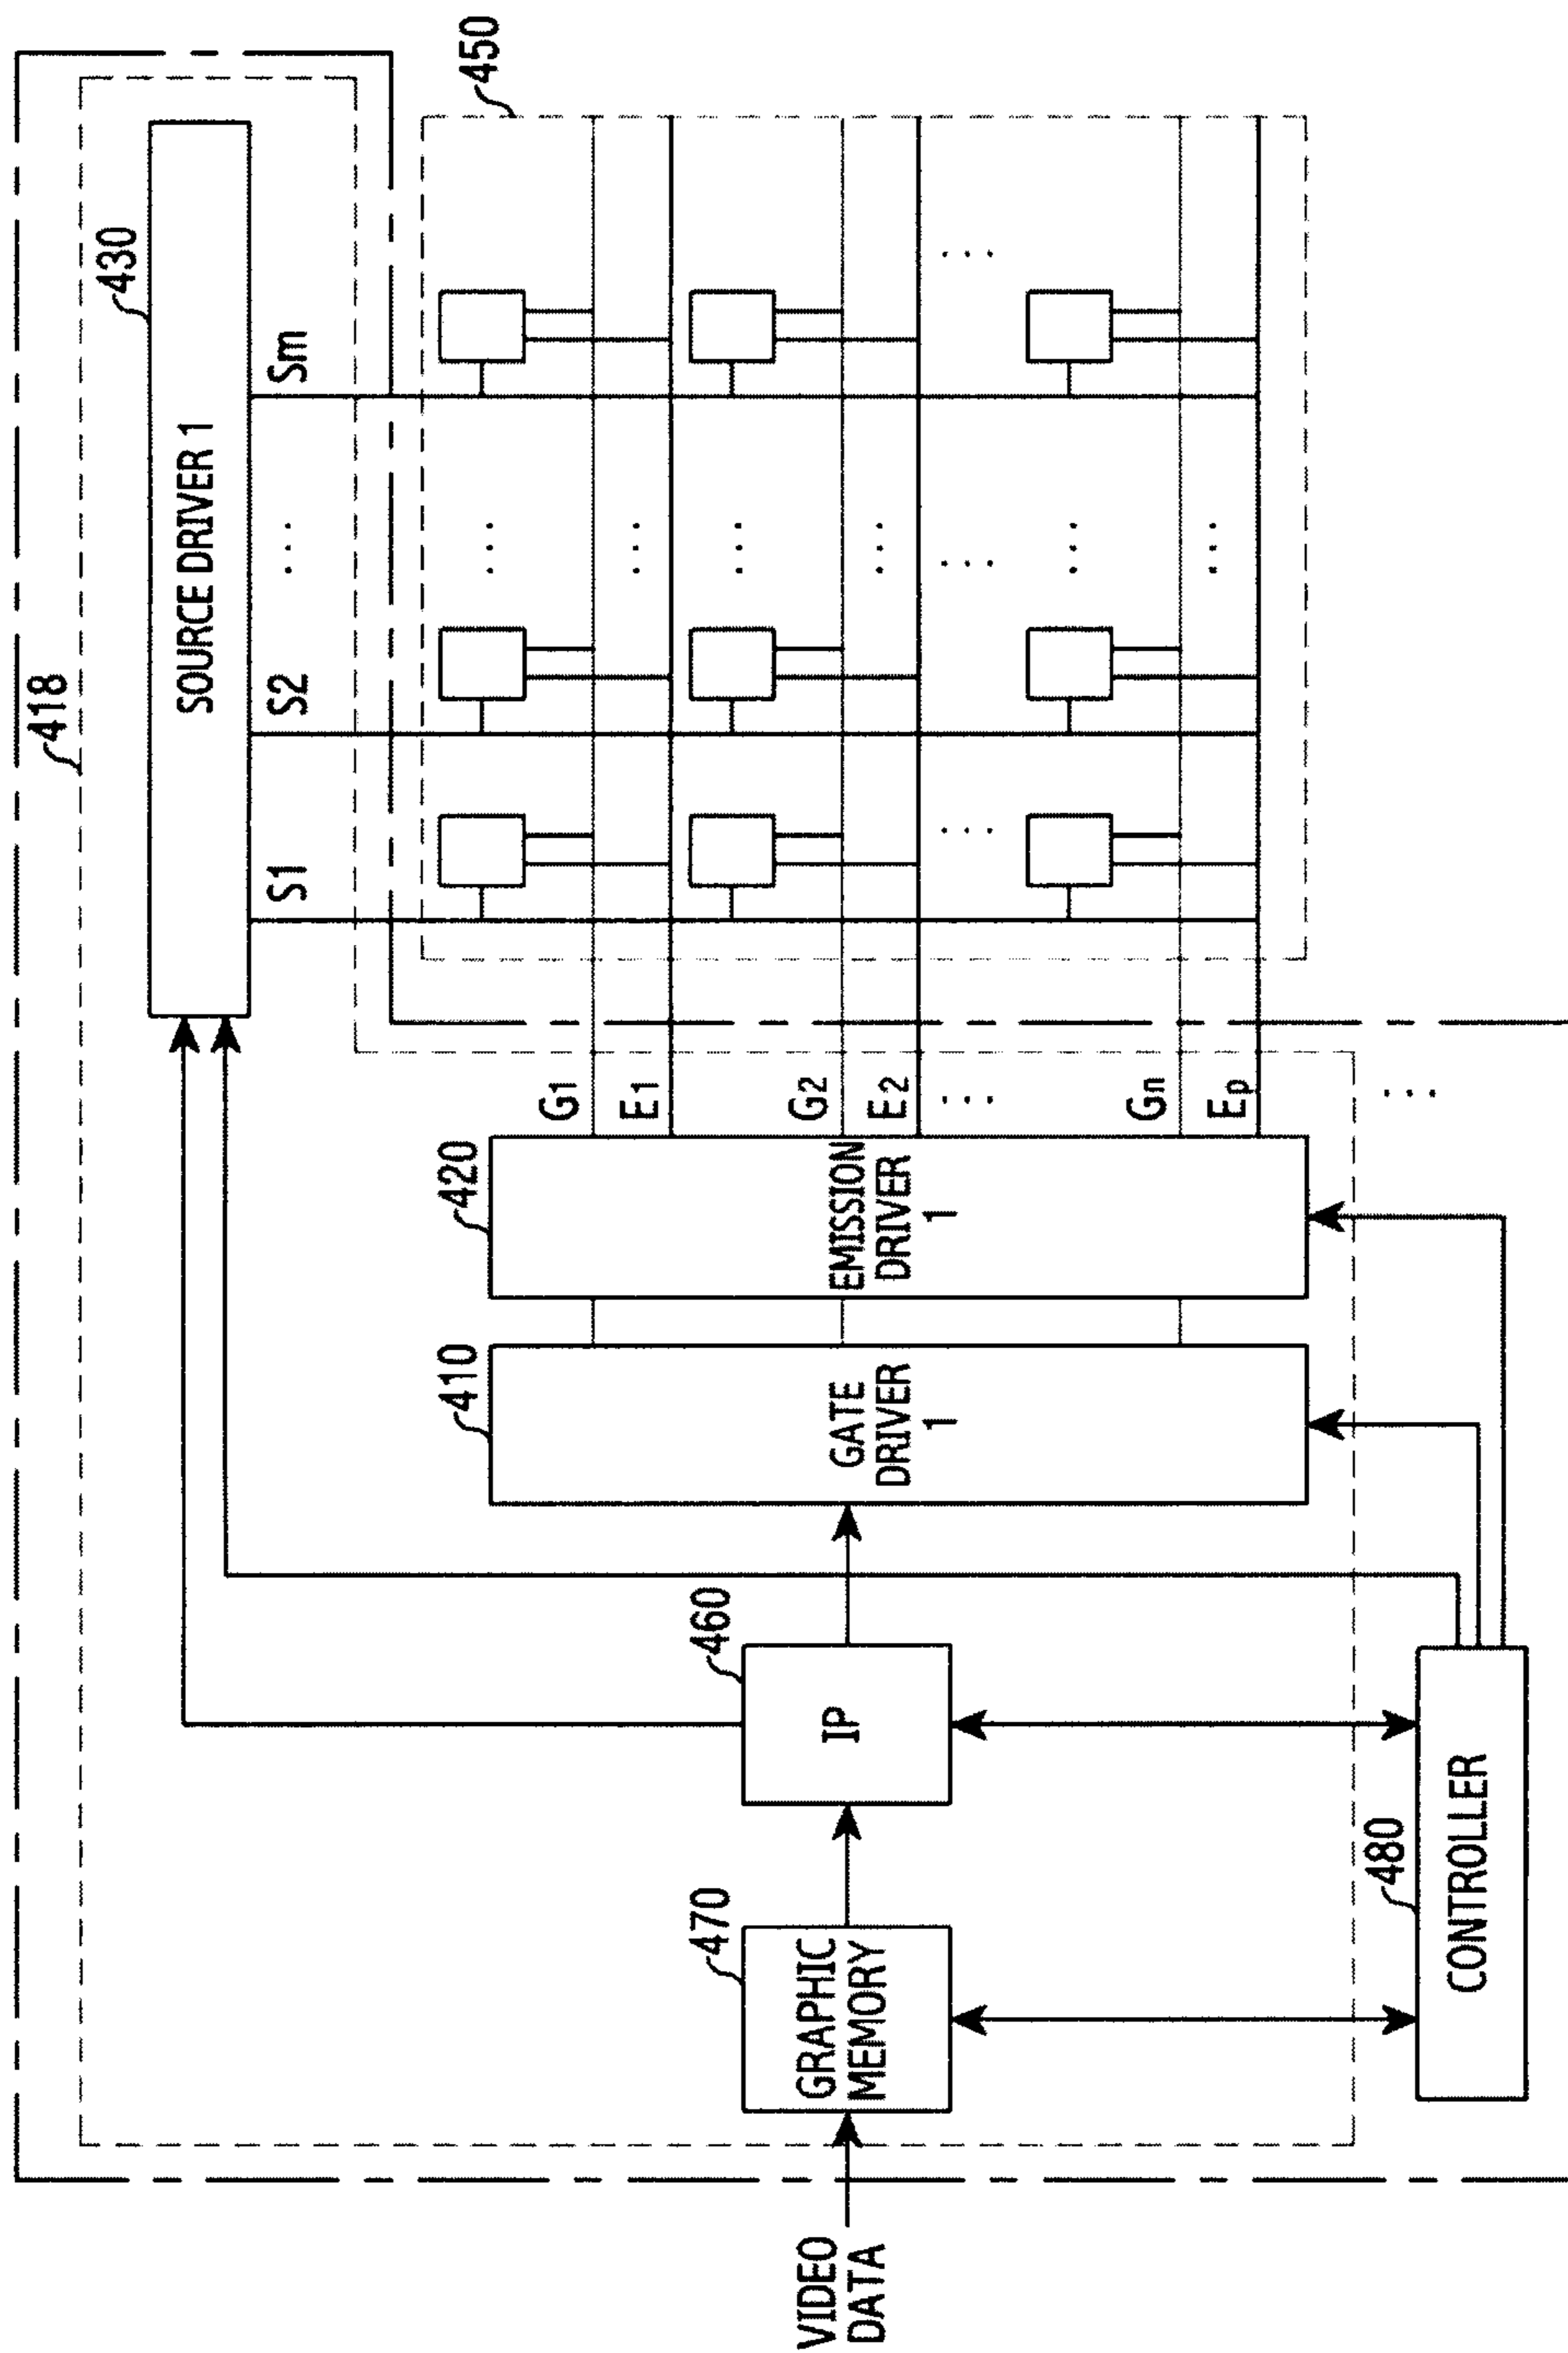 418
430
SOURCE DRIVER 1
S1
S2
...
Sm
450
410
GATE
DRIVER
1
420
EMISSION
DRIVER
1
G1
E1
G2
E2
...
Gn
Ep
...
...
...
...
...
...
...
...
...
...
...
460
IP
470
GRAPHIC
MEMORY
VIDEO
DATA
480
CONTROLLER